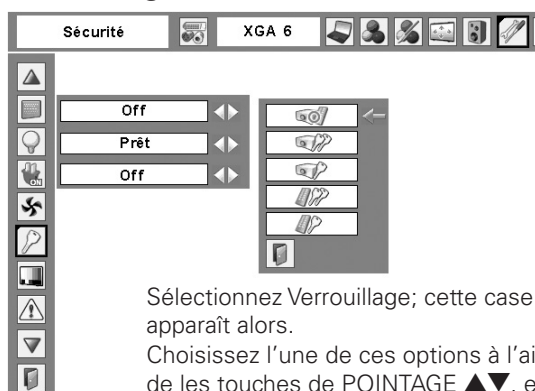 Sécurité XGA 6
Off
Prêt
Off
ON
Sélectionnez Verrouillage; cette case
apparaît alors.
Choisissez l'une de ces options à l'ai
de les touches de POINTAGE ▲▼, e